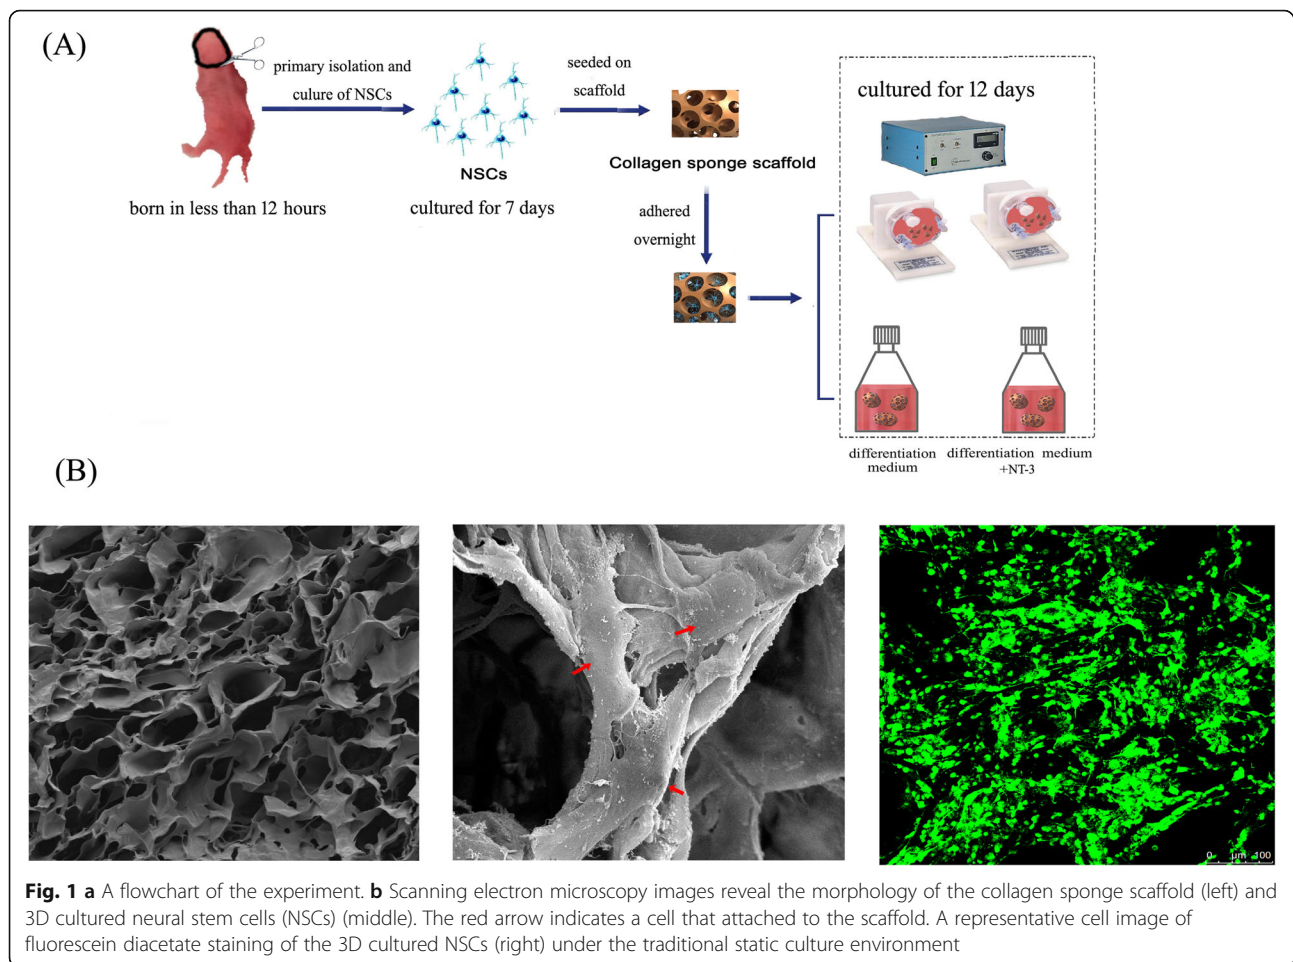 (A)
primary isolation and
culure of NSCs
seeded on
scaffold
cultured for 12 days
NSCs
Collagen sponge scaffold
born in less than 12 hours
cultured for 7 days
adhered
overnight
differentiation
medium
differentiation medium
+NT-3
(B)
0 µm 100
Fig. 1 a A flowchart of the experiment. b Scanning electron microscopy images reveal the morphology of the collagen sponge scaffold (left) and
3D cultured neural stem cells (NSCs) (middle). The red arrow indicates a cell that attached to the scaffold. A representative cell image of
fluorescein diacetate staining of the 3D cultured NSCs (right) under the traditional static culture environment